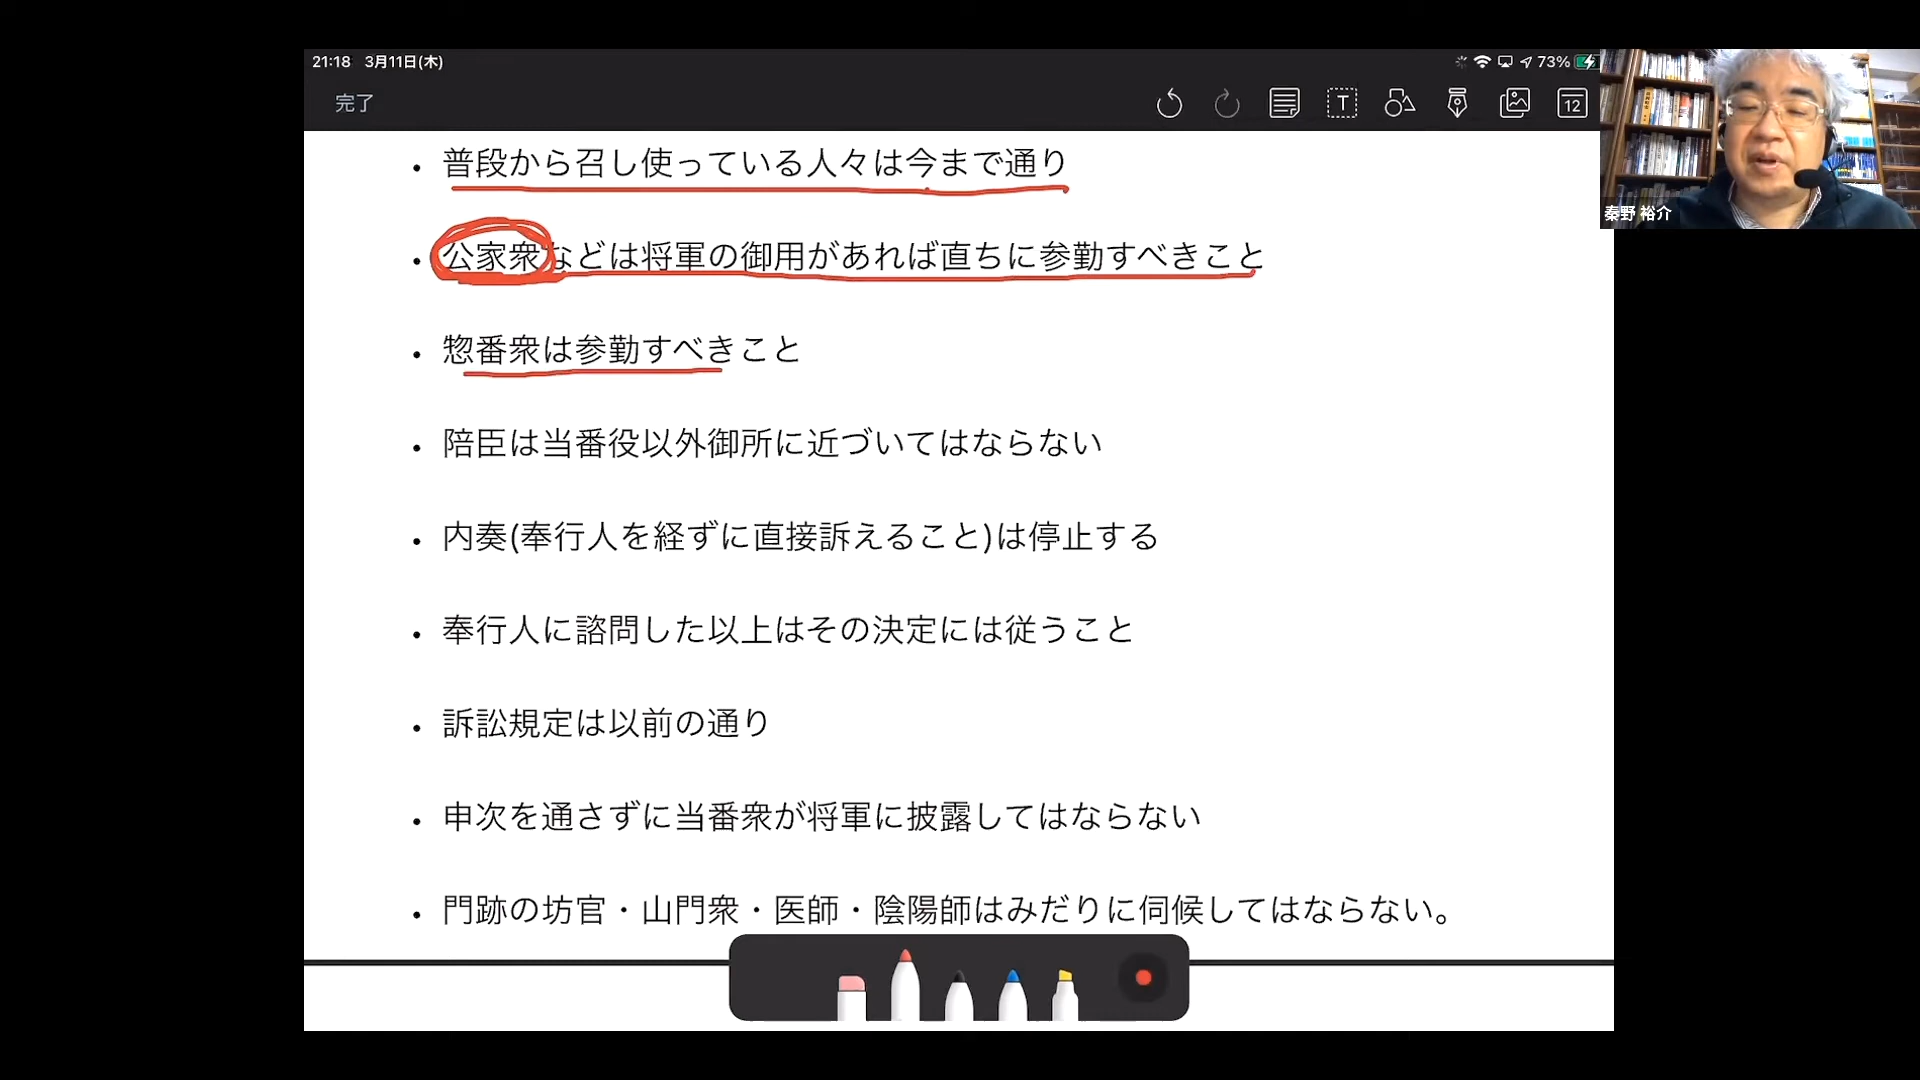 21:18 3月11日(木)
73%
完了
T
12
・普段から召し使っている人々は今まで通り
・公家衆などは将軍の御用があれば直ちに参勤すべきこと
・惣番衆は参勤すべきこと
・陪臣は当番役以外御所に近づいてはならない
・内奏(奉行人を経ずに直接訴えること)は停止する
・奉行人に諮問した以上はその決定には従うこと
・訴訟規定は以前の通り
・申次を通さずに当番衆が将軍に披露してはならない
・門跡の坊官・山門衆・医師・陰陽師はみだりに伺候してはならない。
秦野 裕介